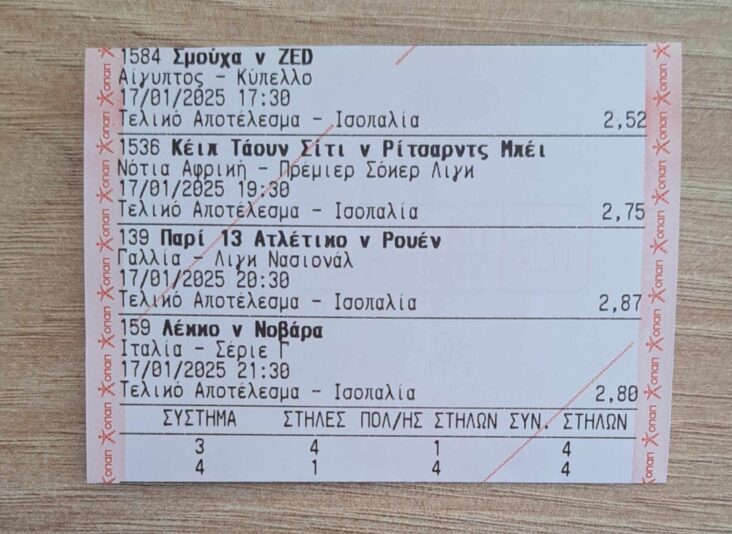 1584 Σμούχα v ZED
Αίγυπτος - Κύπελλο
17/01/2025 17:30
Τελικό Αποτέλεσμα - Ισοπαλία 2,52
1536 Κέιπ Τάουν Σίτι v Ρίτσαρντς Μπέι
Νότια Αφρική - Πρέμιερ Σόκερ Λιγκ
17/01/2025 19:30
Τελικό Αποτέλεσμα - Ισοπαλία 2,75
139 Παρί 13 Ατλέτικο v Ρουέν
Γαλλία - Λιγκ Νασιονάλ
17/01/2025 20:30
Τελικό Αποτέλεσμα - Ισοπαλία 2,87
159 Λέκκο v Νοβάρα
Ιταλία - Σέριε Γ
17/01/2025 21:30
Τελικό Αποτέλεσμα - Ισοπαλία 2,80
ΣΥΣΤΗΜΑ ΣΤΗΛΕΣ ΠΟΛ/ΗΣ ΣΤΗΛΩΝ ΣΥΝ. ΣΤΗΛΩΝ
3 4 1 4
4 1 4 4
οπαπ